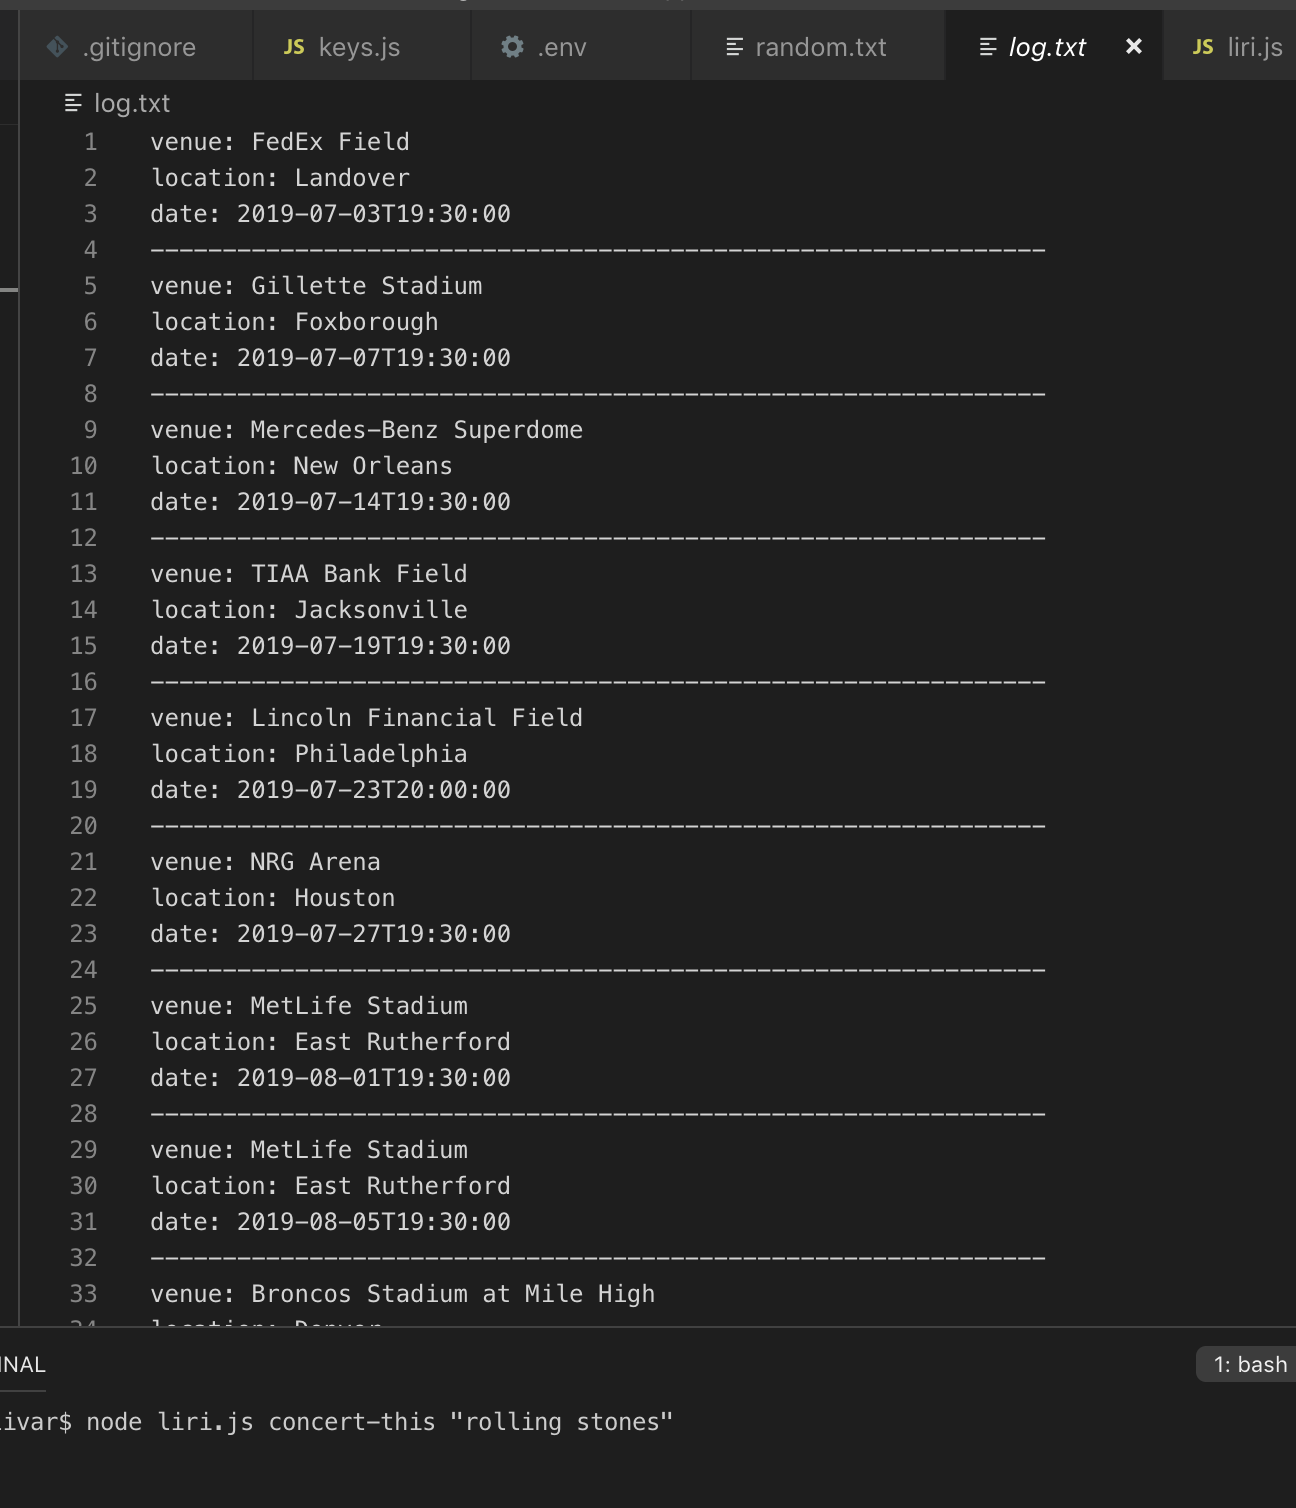 .gitignore
JS keys.js
.env
random.txt
log.txt
JS liri.js
log.txt
1 venue: FedEx Field
2 location: Landover
3 date: 2019-07-03T19:30:00
4 --------------------------------------------------------------
5 venue: Gillette Stadium
6 location: Foxborough
7 date: 2019-07-07T19:30:00
8 --------------------------------------------------------------
9 venue: Mercedes-Benz Superdome
10 location: New Orleans
11 date: 2019-07-14T19:30:00
12 --------------------------------------------------------------
13 venue: TIAA Bank Field
14 location: Jacksonville
15 date: 2019-07-19T19:30:00
16 --------------------------------------------------------------
17 venue: Lincoln Financial Field
18 location: Philadelphia
19 date: 2019-07-23T20:00:00
20 --------------------------------------------------------------
21 venue: NRG Arena
22 location: Houston
23 date: 2019-07-27T19:30:00
24 --------------------------------------------------------------
25 venue: MetLife Stadium
26 location: East Rutherford
27 date: 2019-08-01T19:30:00
28 --------------------------------------------------------------
29 venue: MetLife Stadium
30 location: East Rutherford
31 date: 2019-08-05T19:30:00
32 --------------------------------------------------------------
33 venue: Broncos Stadium at Mile High
34 location: Denver
INAL
1: bash
ivar$ node liri.js concert-this "rolling stones"